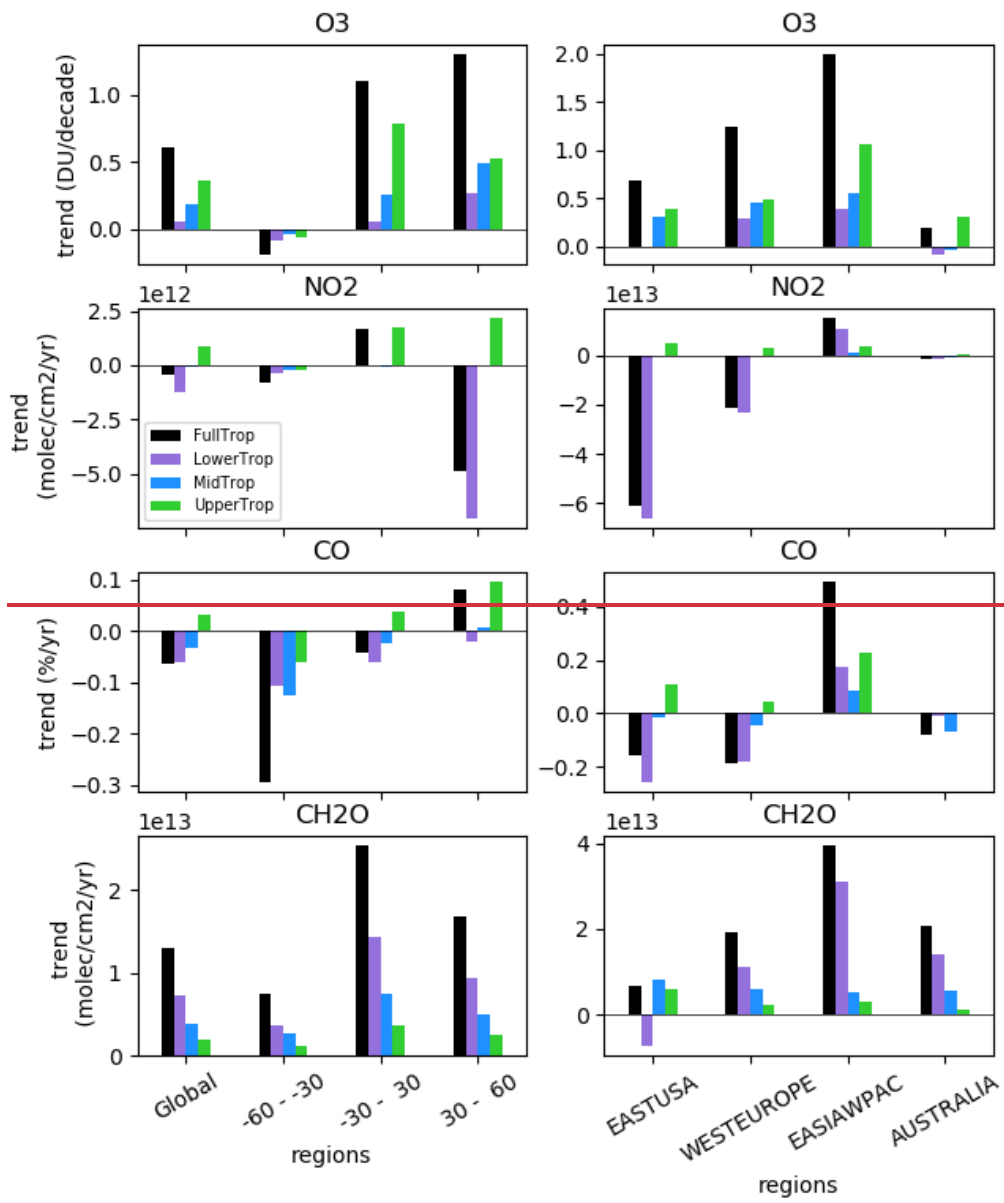 O3
trend (DU/decade)
1.0
0.5
0.0
O3
2.0
1.5
1.0
0.5
0.0
NO2
1e12
trend
(molec/cm2/yr)
2.5
0.0
−2.5
−5.0
FullTrop
LowerTrop
MidTrop
UpperTrop
NO2
1e13
0
−2
−4
−6
CO
trend (%/yr)
0.1
0.0
−0.1
−0.2
−0.3
CO
0.4
0.2
0.0
−0.2
CH2O
1e13
trend
(molec/cm2/yr)
2
1
0
Global
-60 - -30
-30 - 30
30 - 60
regions
CH2O
1e13
4
2
0
EASTUSA
WESTEUROPE
EASIAWPAC
AUSTRALIA
regions